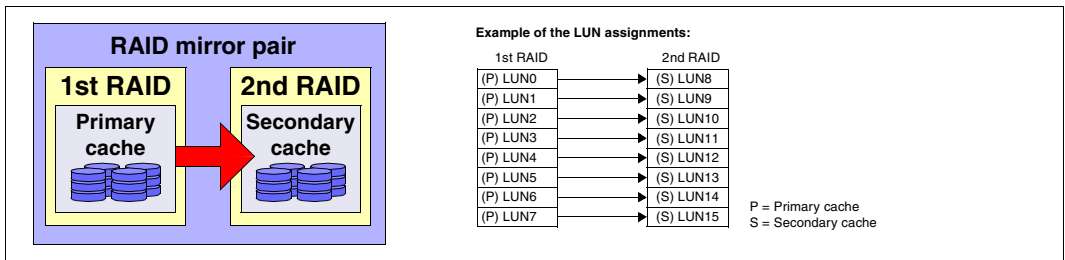 RAID mirror pair
1st RAID
2nd RAID
Primary
cache
Secondary
cache
Example of the LUN assignments:
1st RAID
2nd RAID
(P) LUN0
(S) LUN8
(P) LUN1
(S) LUN9
(P) LUN2
(S) LUN10
(P) LUN3
(S) LUN11
(P) LUN4
(S) LUN12
(P) LUN5
(S) LUN13
(P) LUN6
(S) LUN14
(P) LUN7
(S) LUN15
P = Primary cache
S = Secondary cache